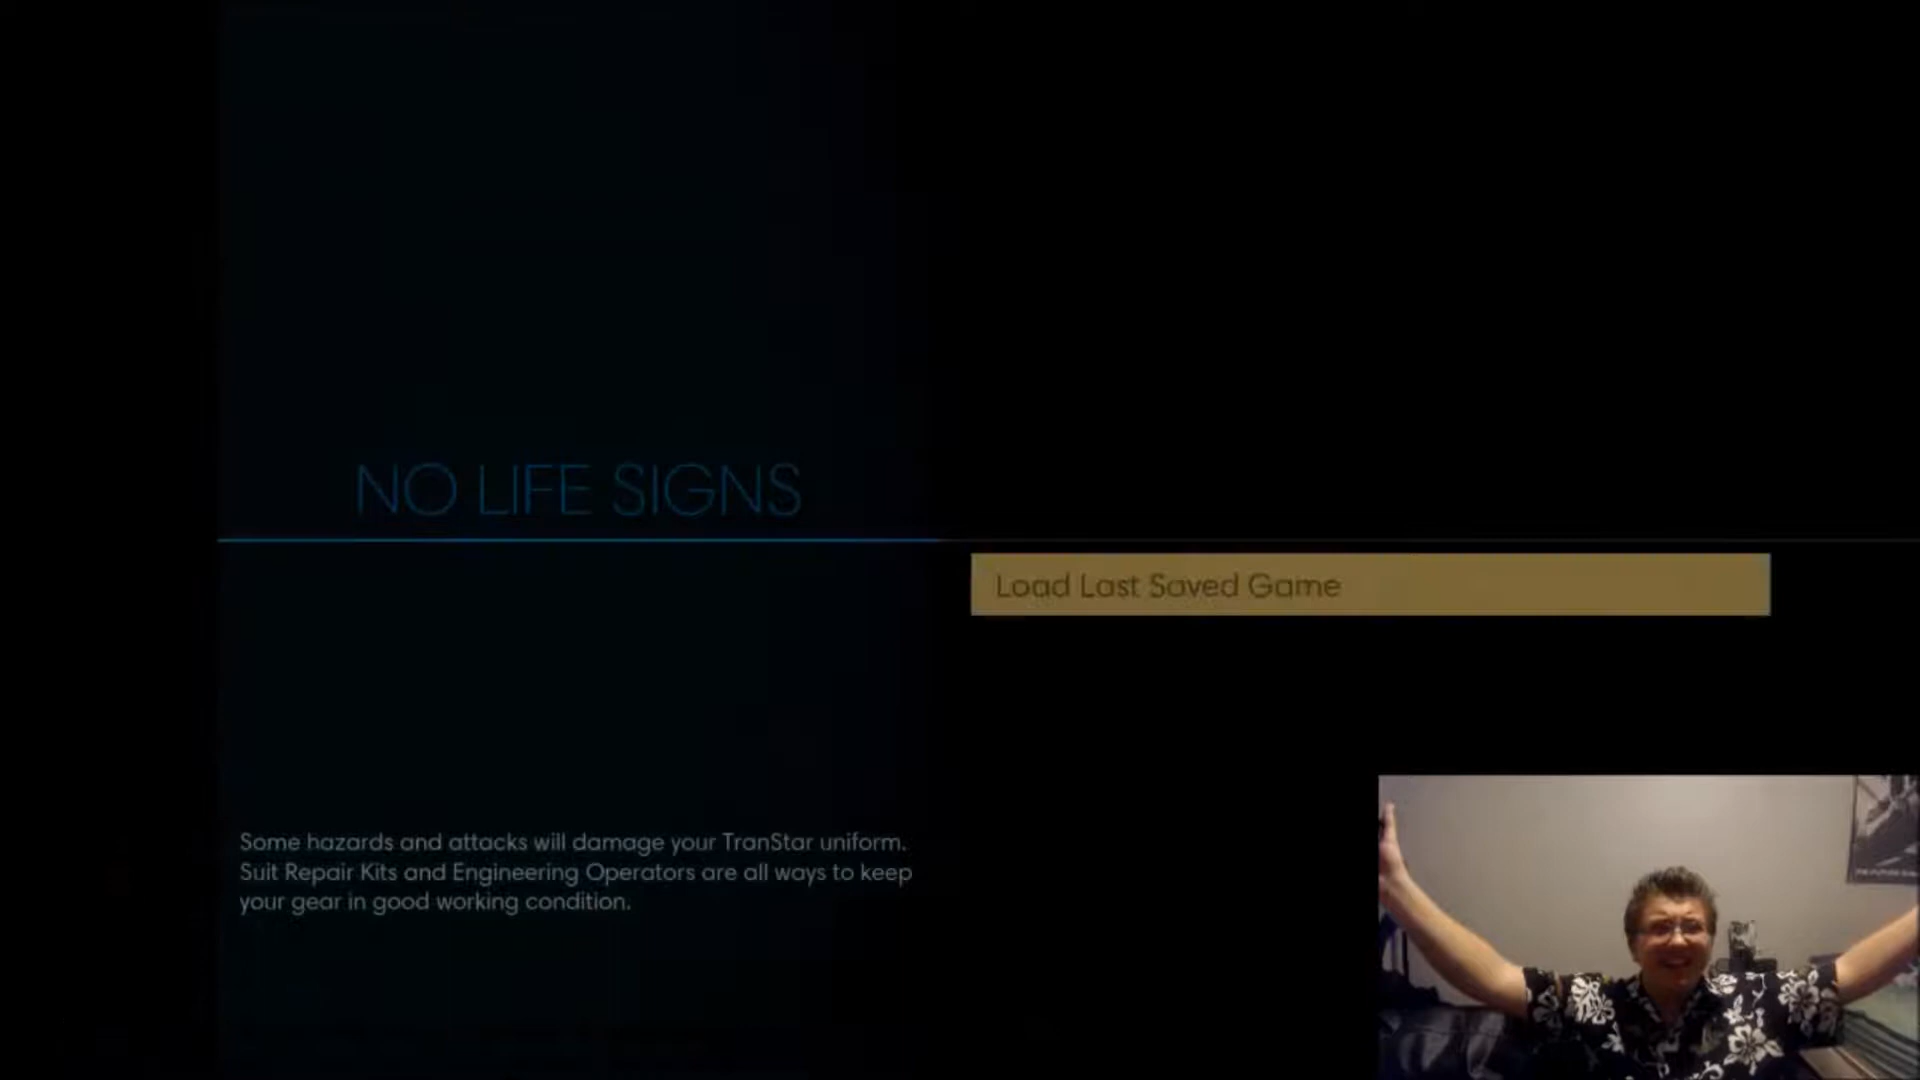 NO LIFE SIGNS
Load Last Saved Game
Some hazards and attacks will damage your TranStar uniform.
Suit Repair Kits and Engineering Operators are all ways to keep
your gear in good working condition.